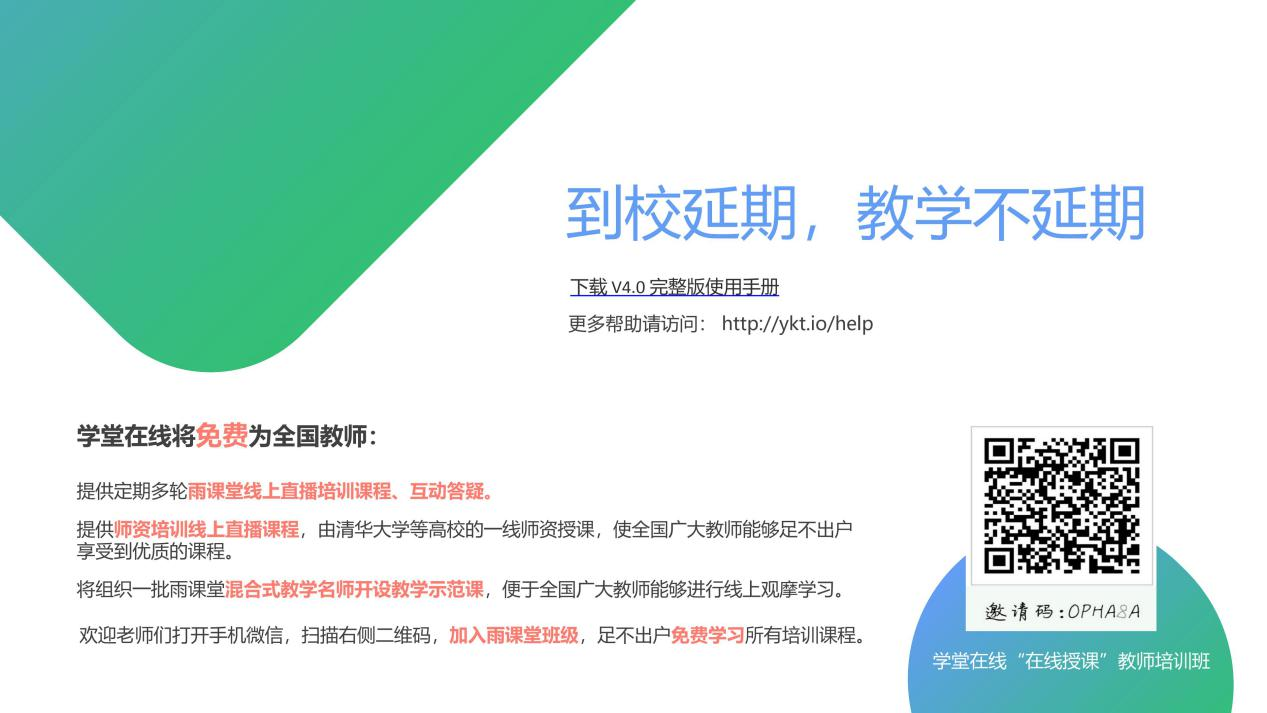 到校延期，教学不延期
下载 V4.0 完整版使用手册
更多帮助请访问： http://ykt.io/help
学堂在线将免费为全国教师：
提供定期多轮雨课堂线上直播培训课程、互动答疑。
提供师资培训线上直播课程，由清华大学等高校的一线师资授课，使全国广大教师能够足不出户
享受到优质的课程。
将组织一批雨课堂混合式教学名师开设教学示范课，便于全国广大教师能够进行线上观摩学习。
欢迎老师们打开手机微信，扫描右侧二维码，加入雨课堂班级，足不出户免费学习所有培训课程。
邀请码:OPHA8A
学堂在线“在线授课”教师培训班